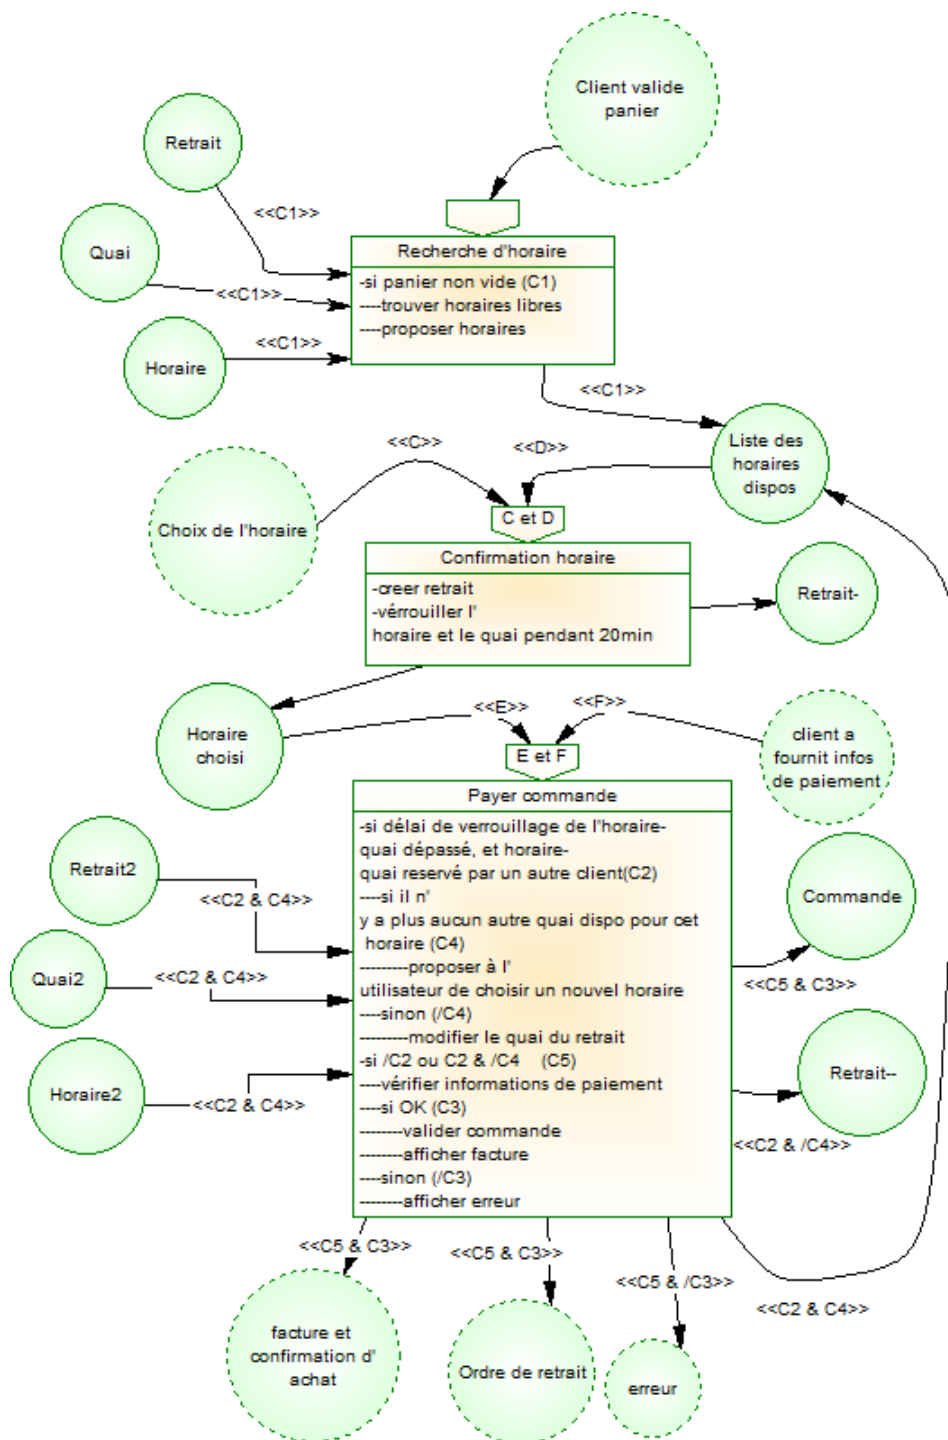 Client valide
panier
Retrait
<<C1>>
Quai
<<C1>>
Horaire
<<C1>>
Recherche d'horaire
-si panier non vide (C1)
----trouver horaires libres
----proposer horaires
<<C1>>
Liste des
horaires
dispos
<<C>>
<<D>>
Choix de l'horaire
C et D
Confirmation horaire
-creer retrait
-vérrouiller l'
horaire et le quai pendant 20min
Retrait-
Horaire
choisi
<<E>>
<<F>>
client a
fournit infos
de paiement
E et F
Payer commande
-si délai de verrouillage de l'horaire-
quai dépassé, et horaire-
quai reservé par un autre client(C2)
----si il n'
y a plus aucun autre quai dispo pour cet
horaire (C4)
---------proposer à l'
utilisateur de choisir un nouvel horaire
----sinon (/C4)
---------modifier le quai du retrait
-si /C2 ou C2 & /C4 (C5)
----vérifier informations de paiement
----si OK (C3)
--------valider commande
--------afficher facture
----sinon (/C3)
--------afficher erreur
Retrait2
<<C2 & C4>>
Quai2
<<C2 & C4>>
Horaire2
<<C2 & C4>>
Commande
<<C5 & C3>>
Retrait--
<<C2 & /C4>>
<<C5 & C3>>
<<C5 & C3>>
<<C5 & /C3>>
<<C2 & C4>>
facture et
confirmation d'
achat
Ordre de retrait
erreur